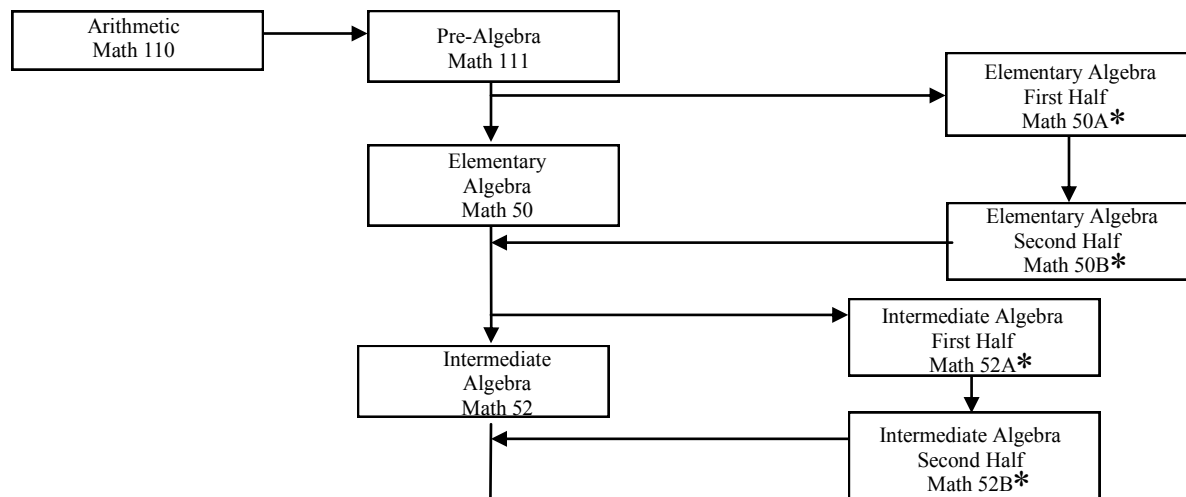 Arithmetic
Math 110
Pre-Algebra
Math 111
Elementary Algebra
First Half
Math 50A*
Elementary
Algebra
Math 50
Elementary Algebra
Second Half
Math 50B*
Intermediate Algebra
First Half
Math 52A*
Intermediate
Algebra
Math 52
Intermediate Algebra
Second Half
Math 52B*